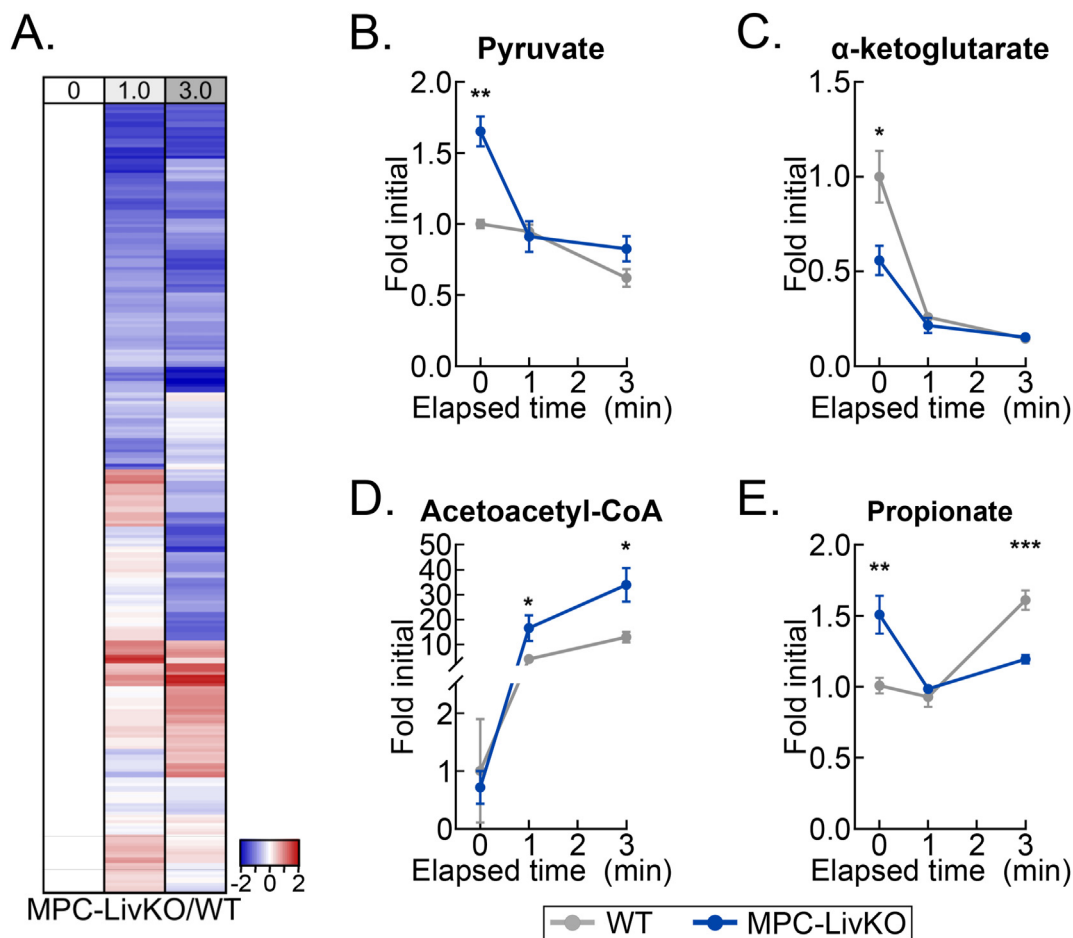 A.
0 1.0 3.0
-2 0 2
MPC-LivKO/WT
B.
Pyruvate
**
Fold initial
2.0
1.5
1.0
0.5
0.0
0 1 2 3
Elapsed time (min)
C.
α-ketoglutarate
*
Fold initial
1.5
1.0
0.5
0.0
0 1 2 3
Elapsed time (min)
D.
Acetoacetyl-CoA
* *
Fold initial
50
40
30
20
10
2
1
0
0 1 2 3
Elapsed time (min)
E.
Propionate
** ***
Fold initial
2.0
1.5
1.0
0.5
0.0
0 1 2 3
Elapsed time (min)
WT MPC-LivKO